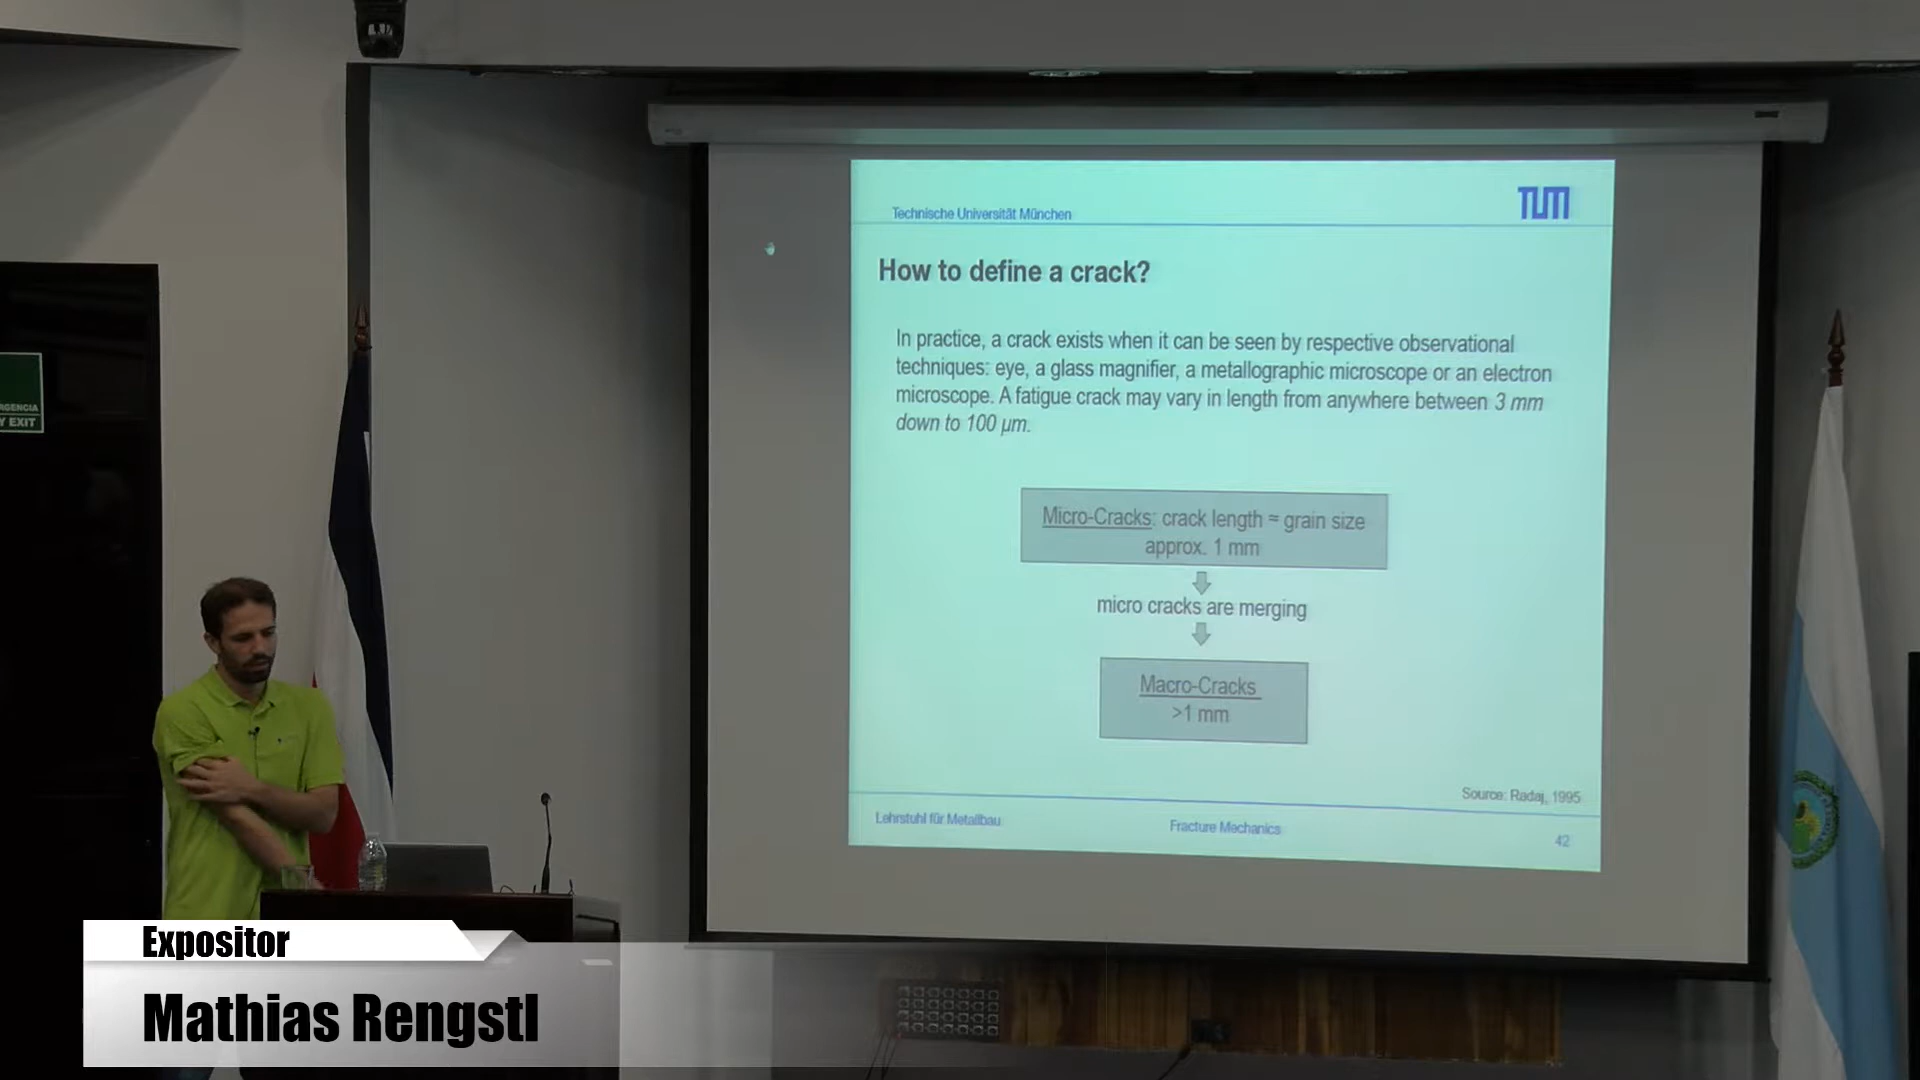 Technische Universität München
TUM
How to define a crack?
In practice, a crack exists when it can be seen by respective observational
techniques: eye, a glass magnifier, a metallographic microscope or an electron
microscope. A fatigue crack may vary in length from anywhere between 3 mm
down to 100 µm.
Micro-Cracks: crack length ≈ grain size
approx. 1 mm
micro cracks are merging
Macro-Cracks
>1 mm
Source: Radaj, 1995
Lehrstuhl für Metallbau
Fracture Mechanics
42
RGENCIA
Y EXIT
Expositor
Mathias Rengstl